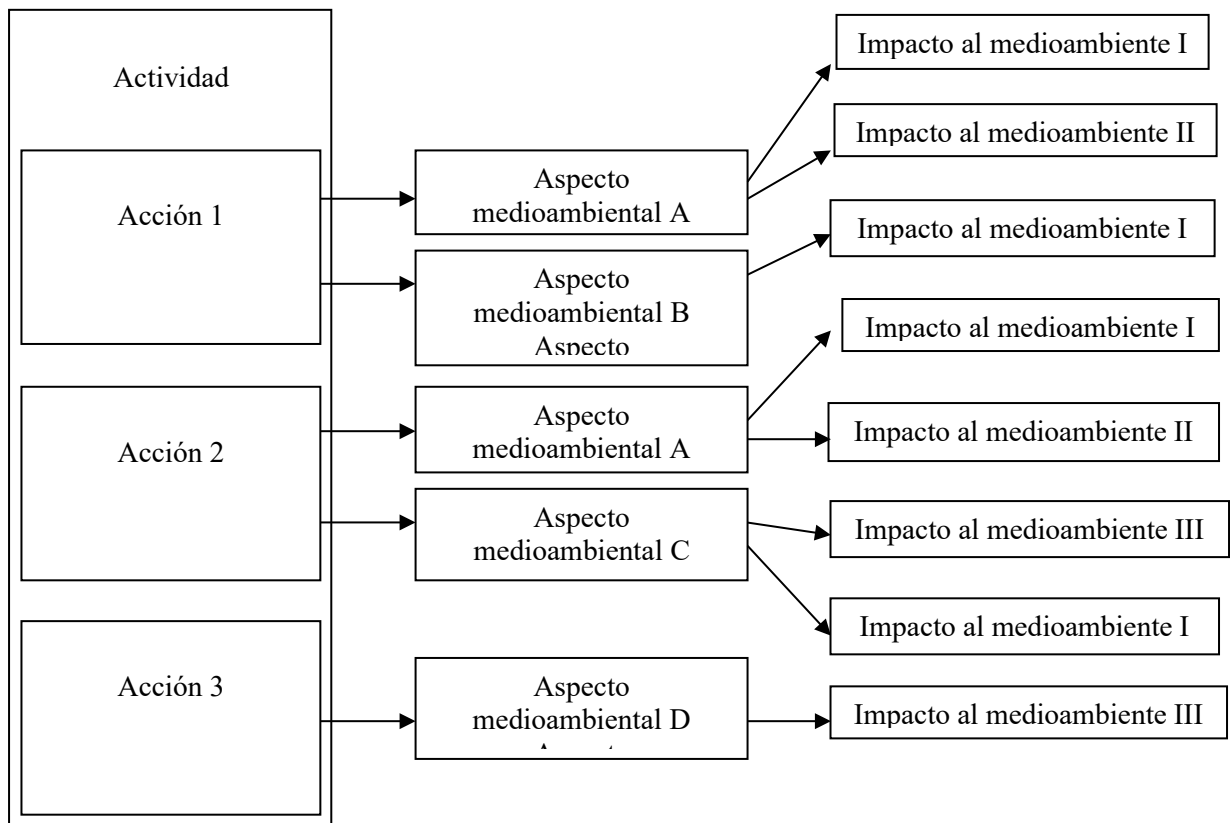 Actividad
Acción 1
Aspecto
medioambiental A
Impacto al medioambiente I
Impacto al medioambiente II
Aspecto
medioambiental B
Aspecto
Impacto al medioambiente I
Acción 2
Aspecto
medioambiental A
Impacto al medioambiente I
Impacto al medioambiente II
Aspecto
medioambiental C
Impacto al medioambiente III
Impacto al medioambiente I
Acción 3
Aspecto
medioambiental D
Impacto al medioambiente III